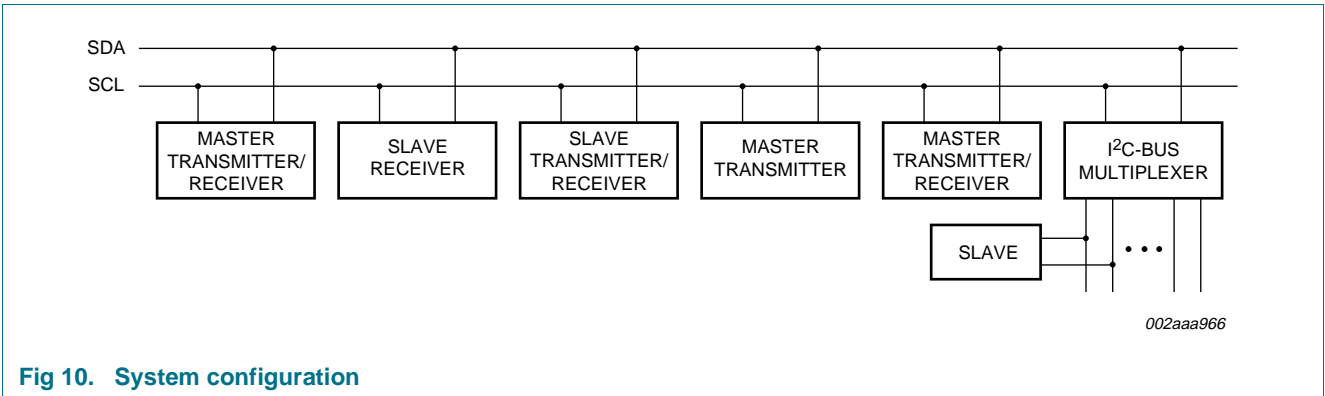 SDA
SCL
MASTER
TRANSMITTER/
RECEIVER
SLAVE
RECEIVER
SLAVE
TRANSMITTER/
RECEIVER
MASTER
TRANSMITTER
MASTER
TRANSMITTER/
RECEIVER
I²C-BUS
MULTIPLEXER
SLAVE
002aaa966
Fig 10. System configuration